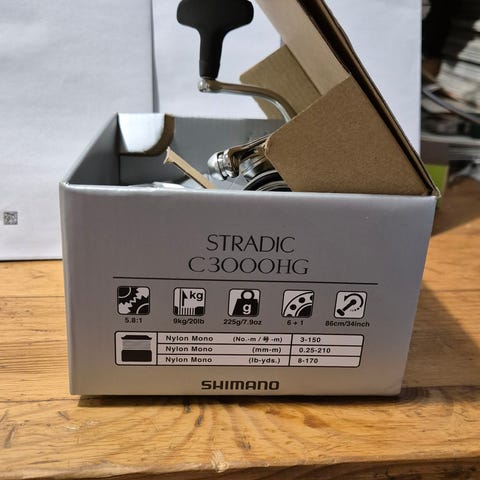 STRADIC
C3000HG
kg
g
5.8:1
9kg/20lb
225g/7.9oz
6+1
86cm/34inch
Nylon Mono (No.-m / 号 -m) 3-150
Nylon Mono (mm-m) 0.25-210
Nylon Mono (lb-yds.) 8-170
SHIMANO